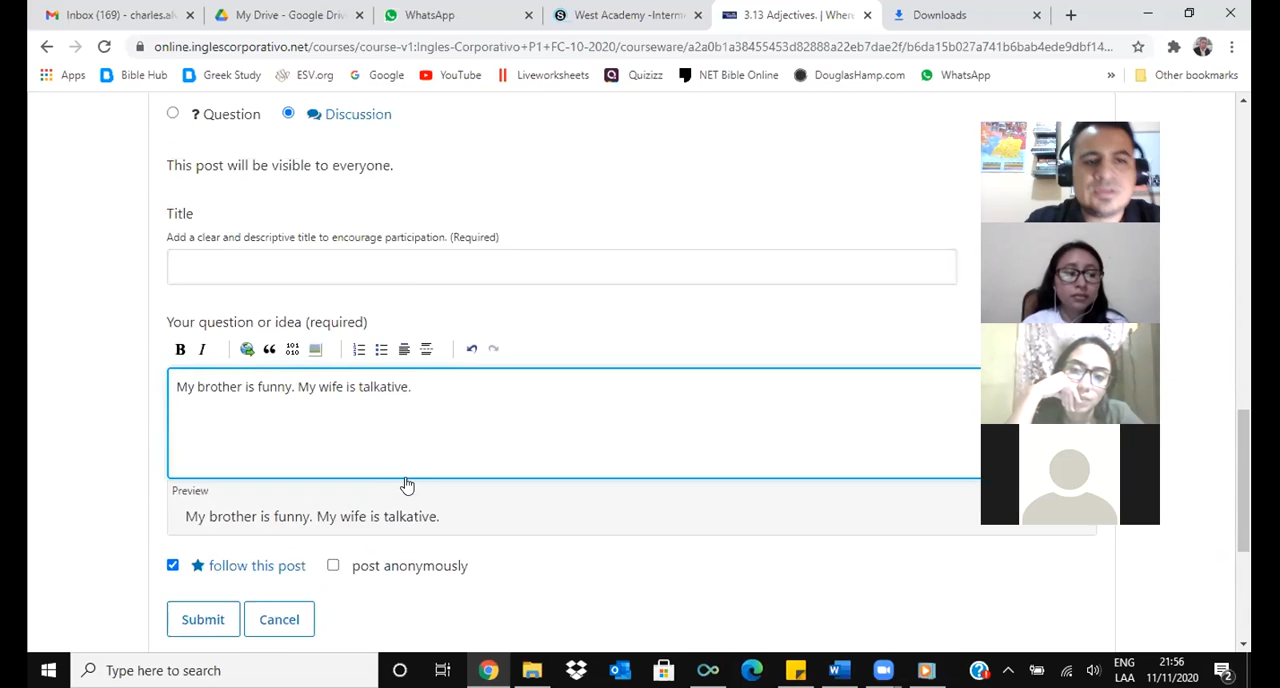 Inbox (169) - charles.al
My Drive - Google Dri
WhatsApp
West Academy -Interm
3.13 Adjectives. | When
Downloads
online.inglescorporativo.net/courses/course-v1:Ingles-Corporativo+P1+FC-10-2020/courseware/a2a0b1a38455453d82888a22eb7dae2f/b6da15b027a741b6bab4ede9dbf14...
Apps
Bible Hub
Greek Study
ESV.org
Google
YouTube
Liveworksheets
Quizizz
NET Bible Online
DouglasHamp.com
WhatsApp
»
Other bookmarks
? Question
Discussion
This post will be visible to everyone.
Title
Add a clear and descriptive title to encourage participation. (Required)
Your question or idea (required)
B I
101
010
My brother is funny. My wife is talkative.
Preview
My brother is funny. My wife is talkative.
follow this post
post anonymously
Submit
Cancel
Type here to search
ENG
LAA
21:56
11/11/2020
2